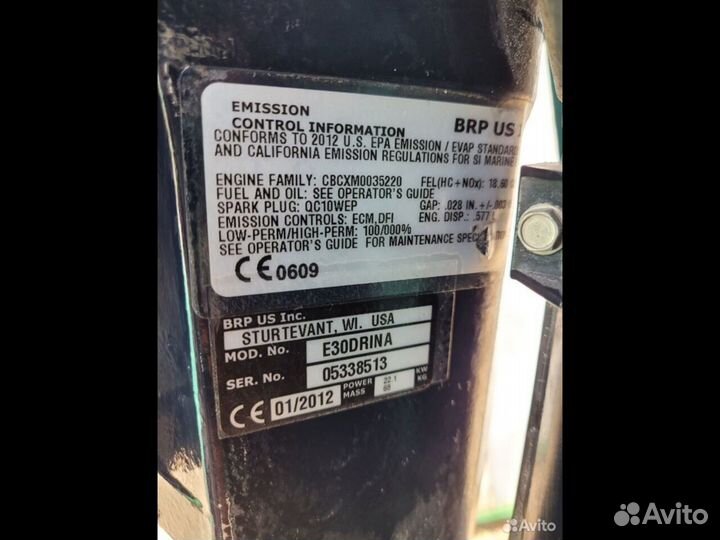 EMISSION
CONTROL INFORMATION BRP US
CONFORMS TO 2012 U.S. EPA EMISSION / EVAP STANDARD
AND CALIFORNIA EMISSION REGULATIONS FOR SI MARINE
ENGINE FAMILY: CBCXM0035220 FEL(HC+NOx): 18.60
FUEL AND OIL: SEE OPERATOR'S GUIDE
SPARK PLUG: QC10WEP GAP: .028 IN. +/-.003
EMISSION CONTROLS: ECM,DFI ENG. DISP.: .577
LOW-PERM/HIGH-PERM: 100/000%
SEE OPERATOR'S GUIDE FOR MAINTENANCE
CE 0609
BRP US Inc.
STURTEVANT, WI. USA
MOD. No. E30DRINA
SER. No. 05338513
CE 01/2012 POWER 22.1 KW
MASS 68 KG
Avito
Avito